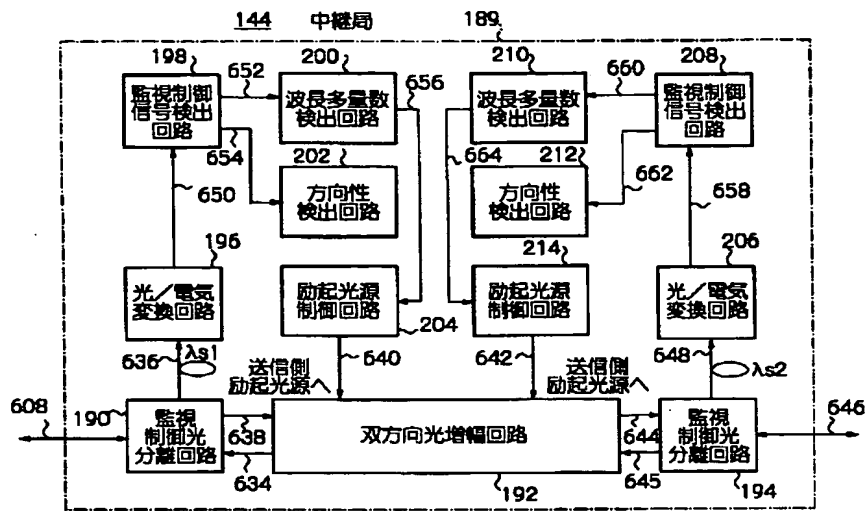 144 中継局 189
198
652
200
656
210
660
208
監視制御
信号検出
回路
波長多量数
検出回路
波長多量数
検出回路
監視制御
信号検出
回路
654
202
664
212
650
方向性
検出回路
方向性
検出回路
662
658
196
214
206
光／電気
変換回路
励起光源
制御回路
204
励起光源
制御回路
光／電気
変換回路
636
λs1
640
642
648
λs2
送信側
励起光源へ
送信側
励起光源へ
608
190
監視
制御光
分離回路
638
634
双方向光増幅回路
644
645
監視
制御光
分離回路
646
192
194